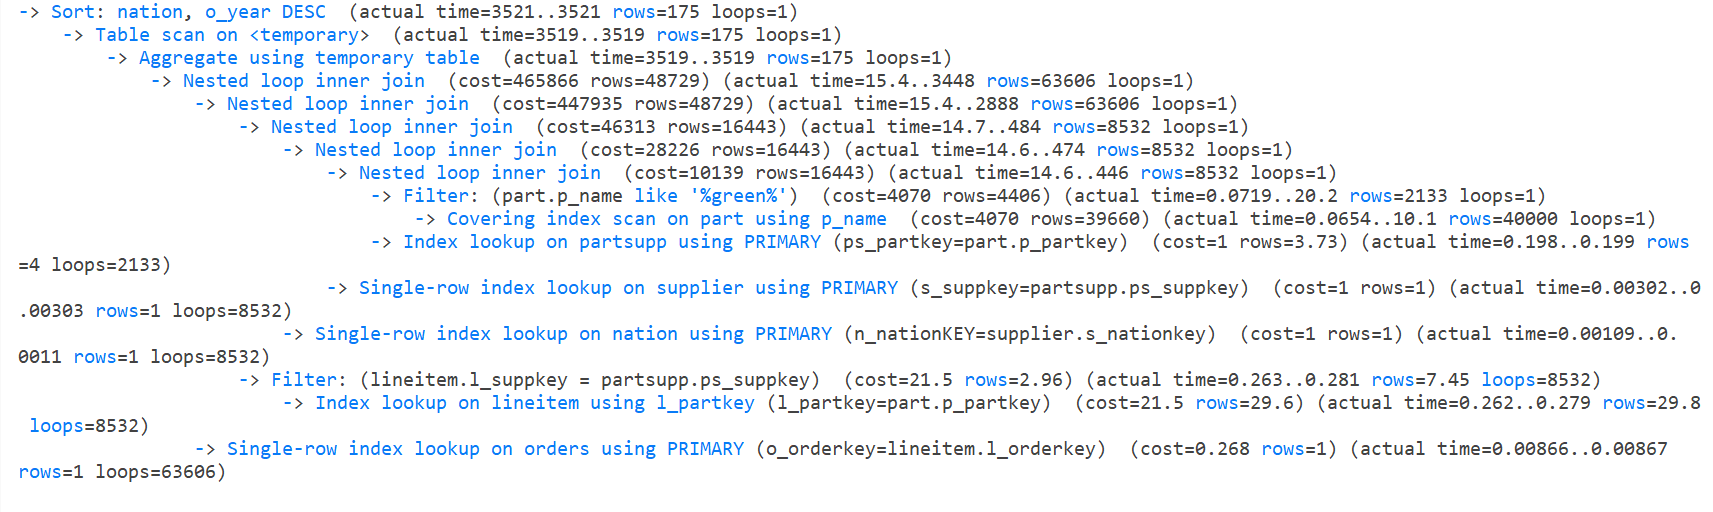 -> Sort: nation, o_year DESC  (actual time=3521..3521 rows=175 loops=1)
    -> Table scan on <temporary>  (actual time=3519..3519 rows=175 loops=1)
        -> Aggregate using temporary table  (actual time=3519..3519 rows=175 loops=1)
            -> Nested loop inner join  (cost=465866 rows=48729) (actual time=15.4..3448 rows=63606 loops=1)
                -> Nested loop inner join  (cost=447935 rows=48729) (actual time=15.4..2888 rows=63606 loops=1)
                    -> Nested loop inner join  (cost=46313 rows=16443) (actual time=14.7..484 rows=8532 loops=1)
                        -> Nested loop inner join  (cost=28226 rows=16443) (actual time=14.6..474 rows=8532 loops=1)
                            -> Nested loop inner join  (cost=10139 rows=16443) (actual time=14.6..446 rows=8532 loops=1)
                                -> Filter: (part.p_name like '%green%')  (cost=4070 rows=4406) (actual time=0.0719..20.2 rows=2133 loops=1)
                                    -> Covering index scan on part using p_name  (cost=4070 rows=39660) (actual time=0.0654..10.1 rows=40000 loops=1)
                                -> Index lookup on partsupp using PRIMARY (ps_partkey=part.p_partkey)  (cost=1 rows=3.73) (actual time=0.198..0.199 rows
=4 loops=2133)
                            -> Single-row index lookup on supplier using PRIMARY (s_suppkey=partsupp.ps_suppkey)  (cost=1 rows=1) (actual time=0.00302..0
.00303 rows=1 loops=8532)
                        -> Single-row index lookup on nation using PRIMARY (n_nationKEY=supplier.s_nationkey)  (cost=1 rows=1) (actual time=0.00109..0.
0011 rows=1 loops=8532)
                    -> Filter: (lineitem.l_suppkey = partsupp.ps_suppkey)  (cost=21.5 rows=2.96) (actual time=0.263..0.281 rows=7.45 loops=8532)
                        -> Index lookup on lineitem using l_partkey (l_partkey=part.p_partkey)  (cost=21.5 rows=29.6) (actual time=0.262..0.279 rows=29.8
 loops=8532)
                -> Single-row index lookup on orders using PRIMARY (o_orderkey=lineitem.l_orderkey)  (cost=0.268 rows=1) (actual time=0.00866..0.00867
rows=1 loops=63606)